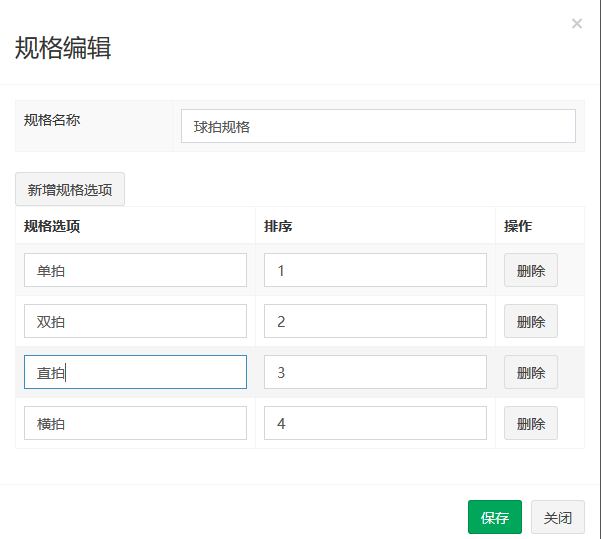 ×
规格编辑
规格名称 球拍规格
新增规格选项
规格选项 排序 操作
单拍 1 删除
双拍 2 删除
直拍 3 删除
横拍 4 删除
保存 关闭